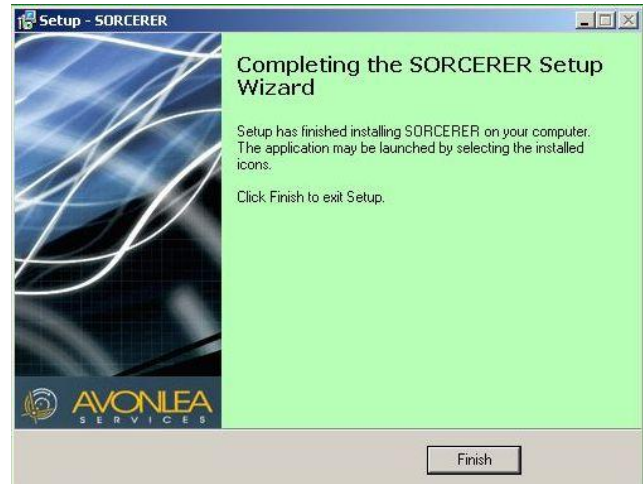 Setup - SORCERER
Completing the SORCERER Setup
Wizard
Setup has finished installing SORCERER on your computer.
The application may be launched by selecting the installed
icons.
Click Finish to exit Setup.
AVONLEA
SERVICES
Finish